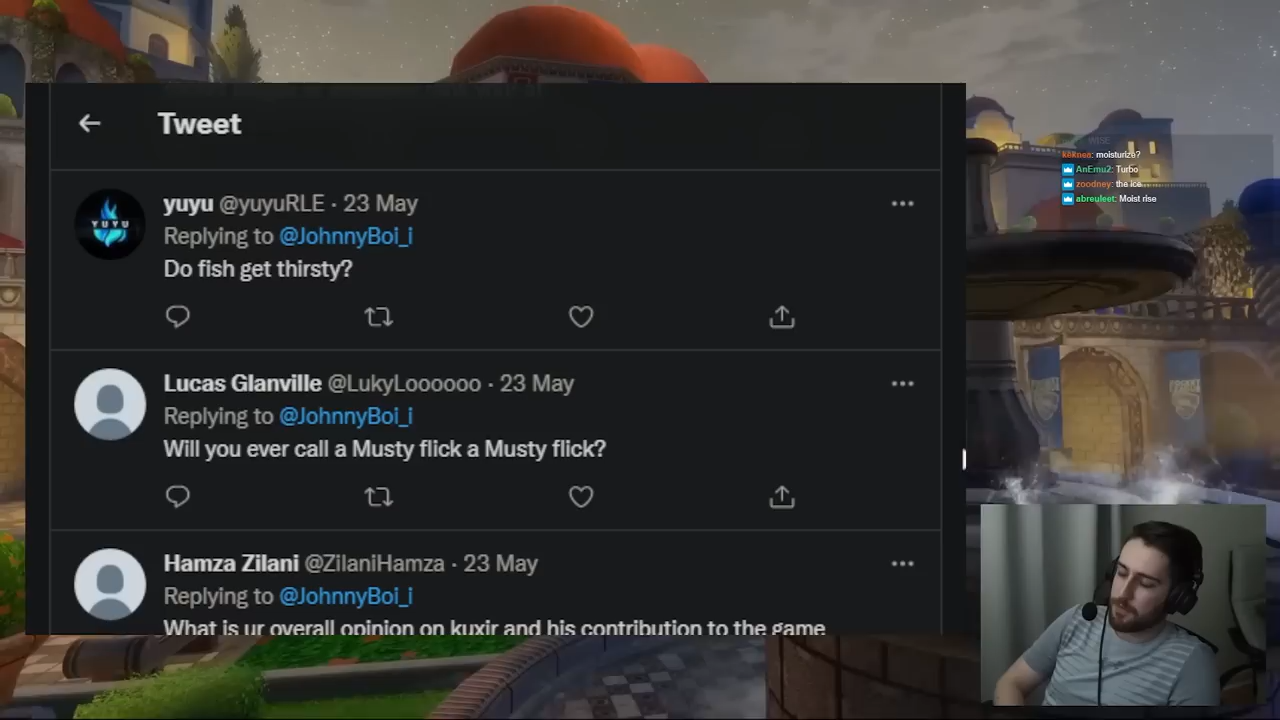 Tweet
yuyu @yuyuRLE · 23 May
Replying to @JohnnyBoi_i
Do fish get thirsty?
Lucas Glanville @LukyLoooooo · 23 May
Replying to @JohnnyBoi_i
Will you ever call a Musty flick a Musty flick?
Hamza Zilani @ZilaniHamza · 23 May
Replying to @JohnnyBoi_i
What is ur overall opinion on kuxir and his contribution to the game
YUYU
WISE
keknea: moisturize?
AnEmu2: Turbo
zoodney: the ice
abreuleet: Moist rise